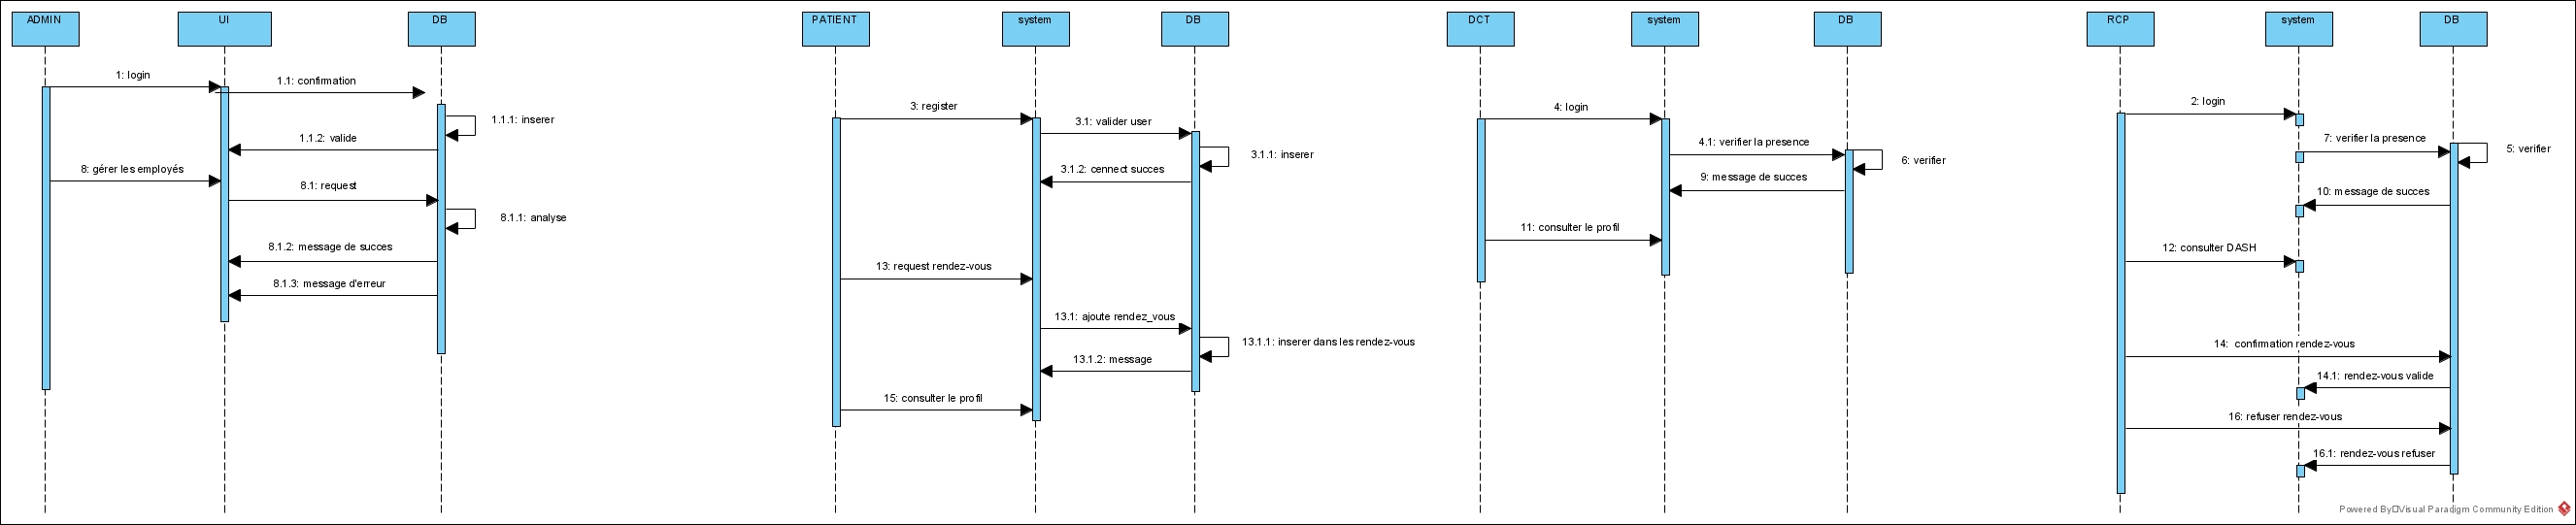 ADMIN
UI
DB
1: login
1.1: confirmation
1.1.1: inserer
1.1.2: valide
8: gérer les employés
8.1: request
8.1.1: analyse
8.1.2: message de succes
8.1.3: message d'erreur
PATIENT
system
DB
3: register
3.1: valider user
3.1.1: inserer
3.1.2: cennect succes
13: request rendez-vous
13.1: ajoute rendez_vous
13.1.1: inserer dans les rendez-vous
13.1.2: message
15: consulter le profil
DCT
system
DB
4: login
4.1: verifier la presence
6: verifier
9: message de succes
11: consulter le profil
RCP
system
DB
2: login
7: verifier la presence
5: verifier
10: message de succes
12: consulter DASH
14: confirmation rendez-vous
14.1: rendez-vous valide
16: refuser rendez-vous
16.1: rendez-vous refuser
Powered By Visual Paradigm Community Edition